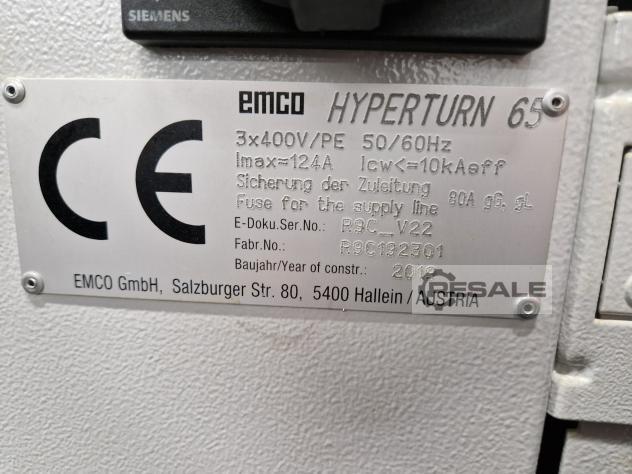 SIEMENS
emco HYPERTURN 65
CE
3x400V/PE 50/60Hz
Imax=124A Icw<=10kAeff
Sicherung der Zuleitung
Fuse for the supply line 80A gG, gL
E-Doku.Ser.No.: R9C_V22
Fabr.No.: R9C192301
Baujahr/Year of constr.:
EMCO GmbH, Salzburger Str. 80, 5400 Hallein / AUSTRIA
RESALE